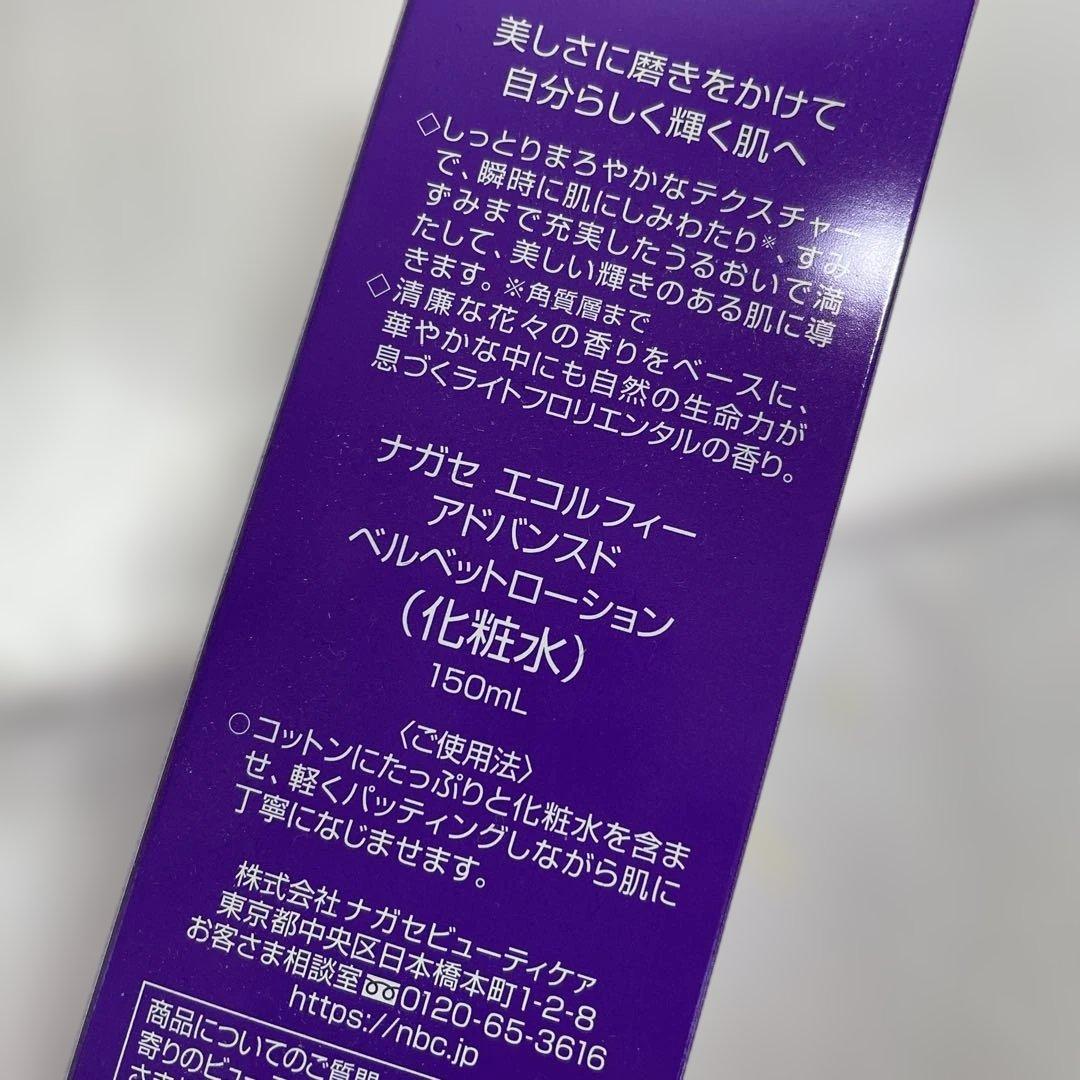 美しさに磨きをかけて
自分らしく輝く肌へ
◇しっとりまろやかなテクスチャー
で、瞬時に肌にしみわたり※、すみ
ずみまで充実したうるおいで満
たして、美しい輝きのある肌に導
きます。※角質層まで
◇清廉な花々の香りをベースに、
華やかな中にも自然の生命力が
息づくライトフロリエンタルの香り。
ナガセ エコルフィー
アドバンスド
ベルベットローション
(化粧水)
150mL
〈ご使用法〉
○コットンにたっぷりと化粧水を含ま
せ、軽くパッティングしながら肌に
丁寧になじませます。
株式会社 ナガセビューティケア
東京都中央区日本橋本町1-2-8
お客さま相談室 0120-65-3616
https://nbc.jp
商品についてのご質問
寄りのビュー